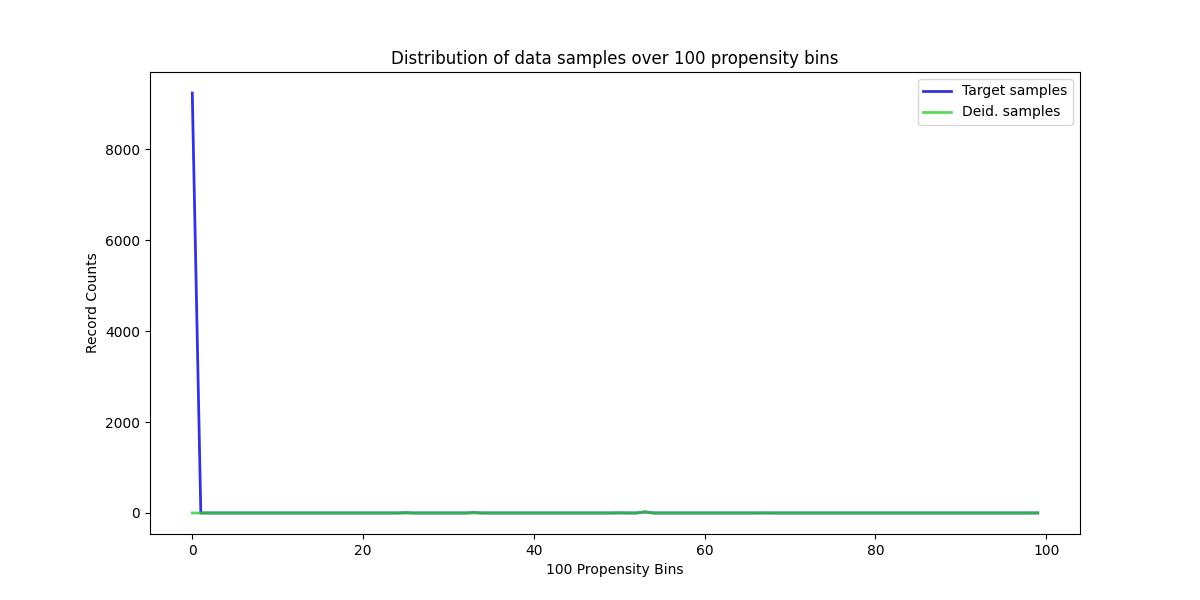 Distribution of data samples over 100 propensity bins
Target samples
Deid. samples
8000
6000
4000
2000
0
Record Counts
0 20 40 60 80 100
100 Propensity Bins